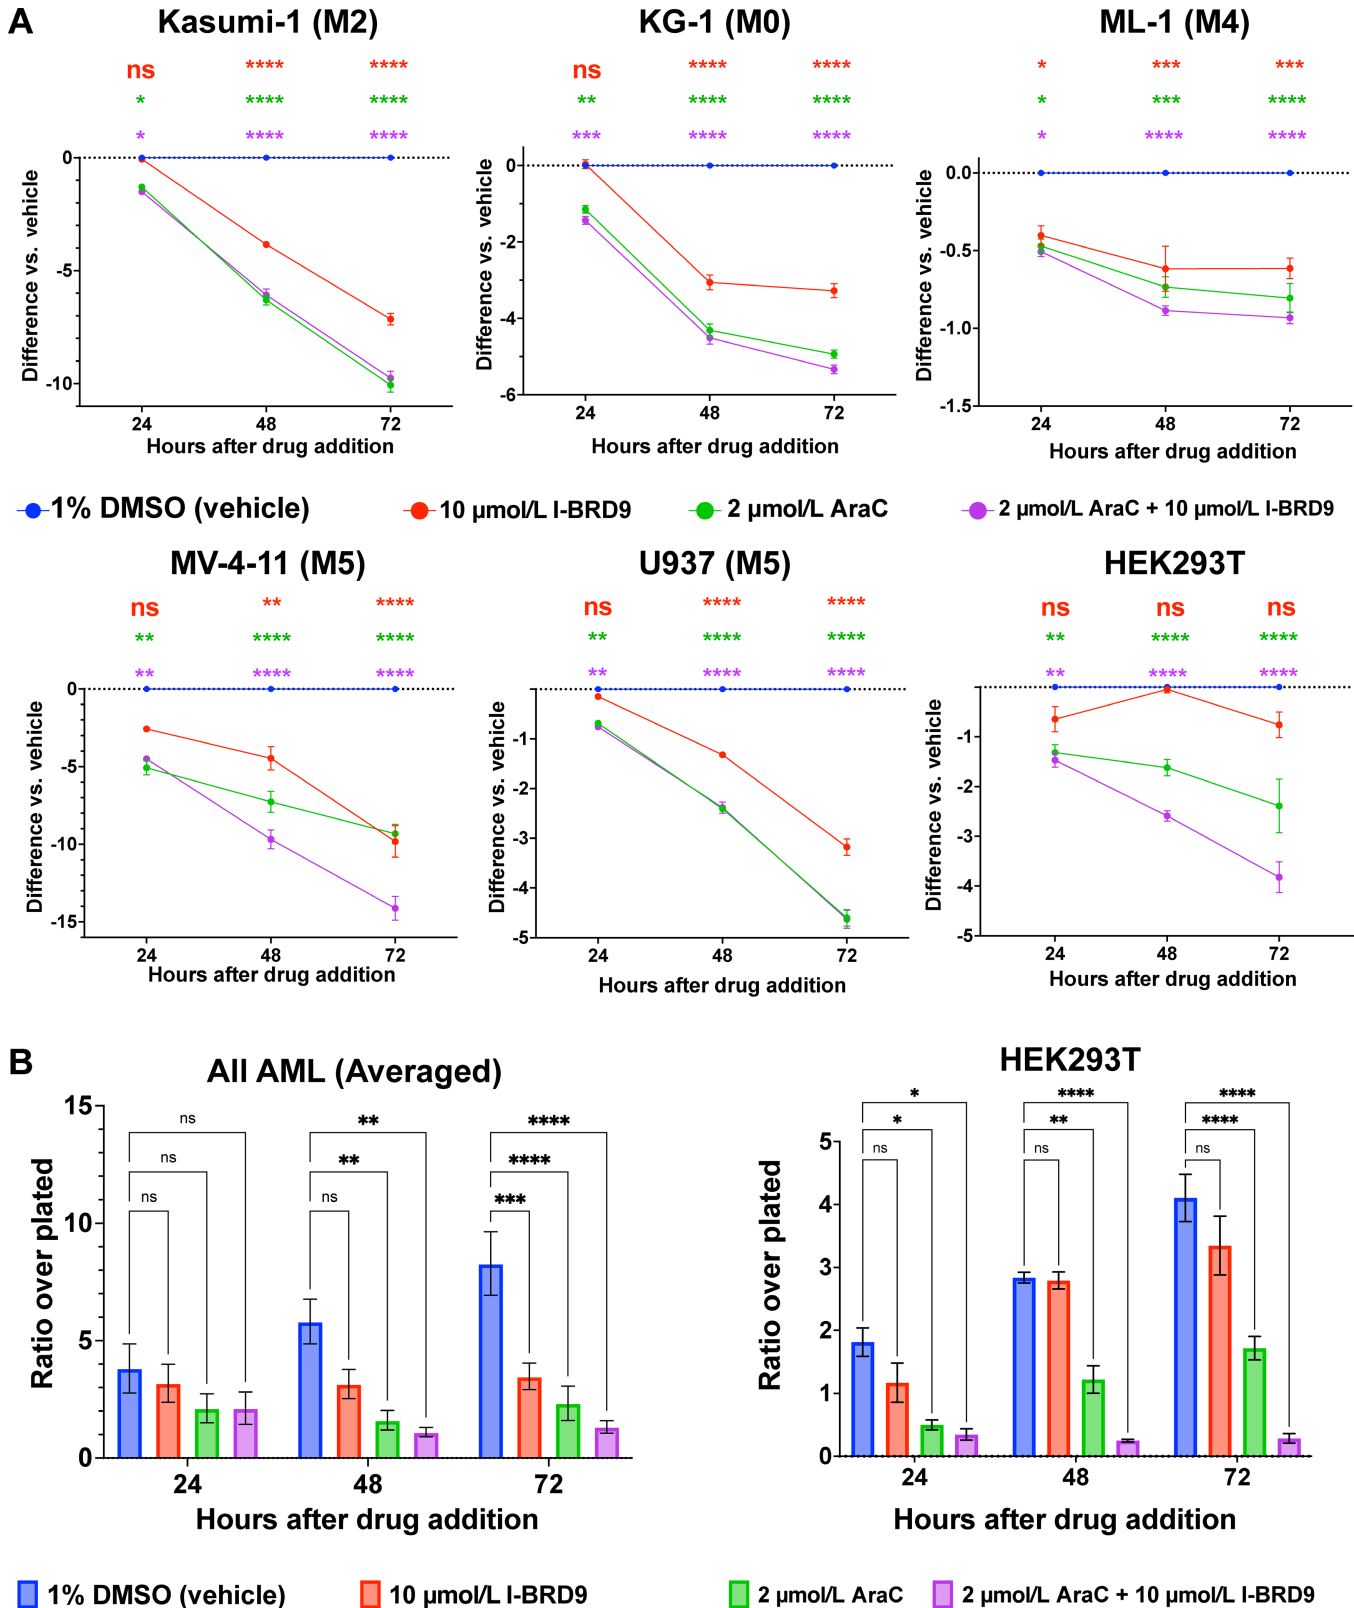 A
Kasumi-1 (M2)
ns **** ****
* **** ****
* **** ****
0
-5
-10
Difference vs. vehicle
24 48 72
Hours after drug addition
KG-1 (M0)
ns **** ****
** **** ****
*** **** ****
0
-2
-4
-6
Difference vs. vehicle
24 48 72
Hours after drug addition
ML-1 (M4)
* *** ***
* *** ****
* **** ****
0.0
-0.5
-1.0
-1.5
Difference vs. vehicle
24 48 72
Hours after drug addition
1% DMSO (vehicle) 10 µmol/L I-BRD9 2 µmol/L AraC 2 µmol/L AraC + 10 µmol/L I-BRD9
MV-4-11 (M5)
ns ** ****
** **** ****
** **** ****
0
-5
-10
-15
Difference vs. vehicle
24 48 72
Hours after drug addition
U937 (M5)
ns **** ****
** **** ****
** **** ****
-1
-2
-3
-4
-5
Difference vs. vehicle
24 48 72
Hours after drug addition
HEK293T
ns ns ns
** **** ****
** **** ****
-1
-2
-3
-4
-5
Difference vs. vehicle
24 48 72
Hours after drug addition
B
All AML (Averaged)
15
10
5
0
Ratio over plated
ns ** ****
ns ** ****
ns ns ***
24 48 72
Hours after drug addition
HEK293T
5
4
3
2
1
0
Ratio over plated
* **** ****
* ** ****
ns ns ns
24 48 72
Hours after drug addition
1% DMSO (vehicle) 10 µmol/L I-BRD9 2 µmol/L AraC 2 µmol/L AraC + 10 µmol/L I-BRD9